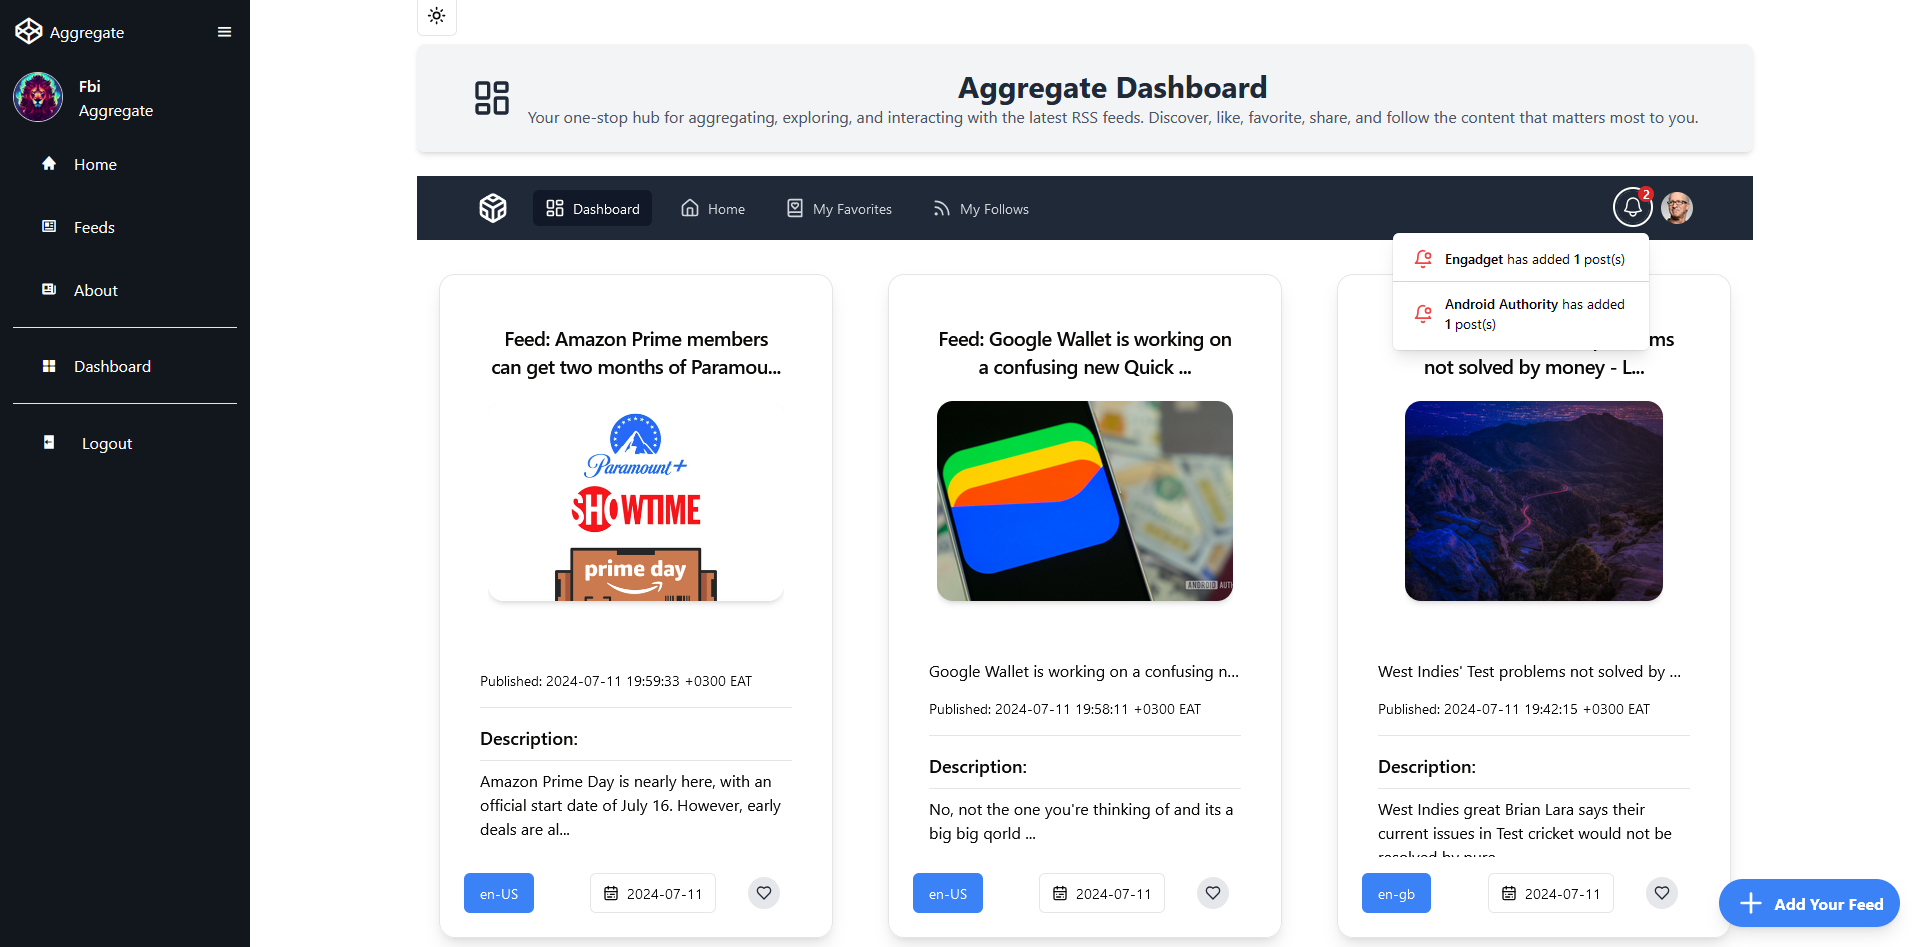 Aggregate
Fbi
Aggregate
Home
Feeds
About
Dashboard
Logout
Aggregate Dashboard
Your one-stop hub for aggregating, exploring, and interacting with the latest RSS feeds. Discover, like, favorite, share, and follow the content that matters most to you.
Dashboard
Home
My Favorites
My Follows
2
Engadget has added 1 post(s)
Android Authority has added
1 post(s)
Feed: Amazon Prime members
can get two months of Paramou...
Paramount+
SHOWTIME
prime day
Published: 2024-07-11 19:59:33 +0300 EAT
Description:
Amazon Prime Day is nearly here, with an
official start date of July 16. However, early
deals are al...
en-US
2024-07-11
Feed: Google Wallet is working on
a confusing new Quick ...
ANDROID AUTH
Google Wallet is working on a confusing n...
Published: 2024-07-11 19:58:11 +0300 EAT
Description:
No, not the one you're thinking of and its a
big big qorld ...
en-US
2024-07-11
not solved by money - L...
West Indies' Test problems not solved by ...
Published: 2024-07-11 19:42:15 +0300 EAT
Description:
West Indies great Brian Lara says their
current issues in Test cricket would not be
resolved by pure
en-gb
2024-07-11
Add Your Feed